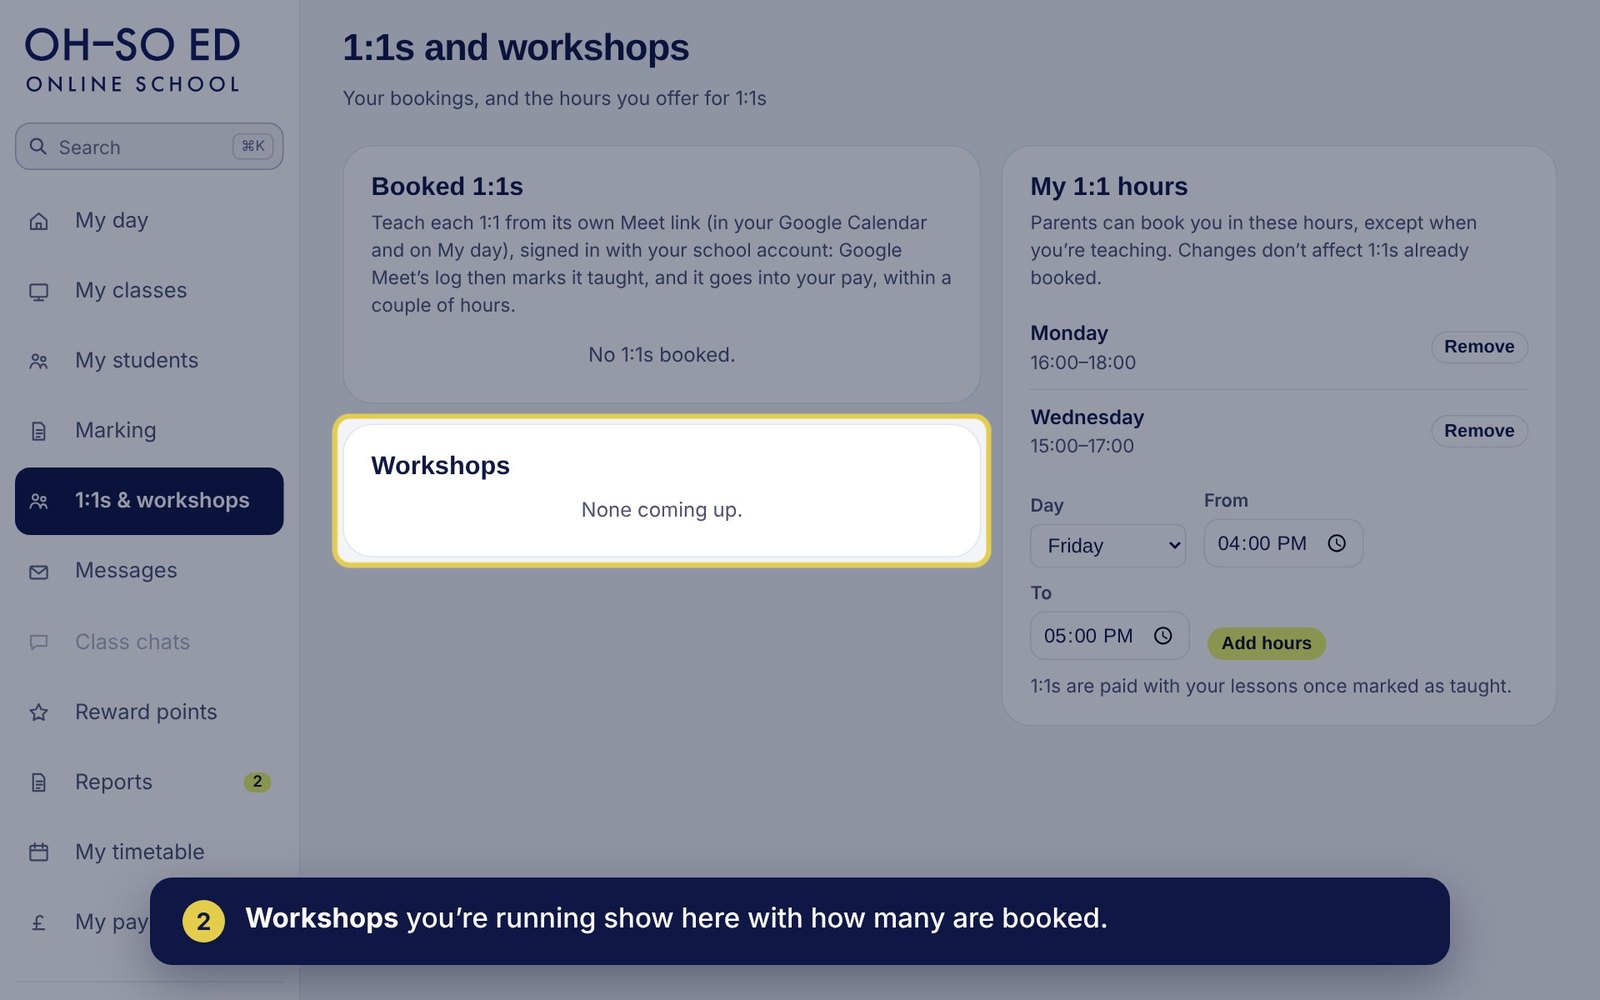 OH–SO ED
ONLINE SCHOOL
Search
⌘K
My day
My classes
My students
Marking
1:1s & workshops
Messages
Class chats
Reward points
Reports
2
My timetable
My pay
1:1s and workshops
Your bookings, and the hours you offer for 1:1s
Booked 1:1s
Teach each 1:1 from its own Meet link (in your Google Calendar
and on My day), signed in with your school account: Google
Meet’s log then marks it taught, and it goes into your pay, within a
couple of hours.
No 1:1s booked.
Workshops
None coming up.
My 1:1 hours
Parents can book you in these hours, except when
you’re teaching. Changes don’t affect 1:1s already
booked.
Monday
16:00–18:00
Remove
Wednesday
15:00–17:00
Remove
Day
From
Friday
04:00 PM
To
05:00 PM
Add hours
1:1s are paid with your lessons once marked as taught.
2
Workshops you’re running show here with how many are booked.